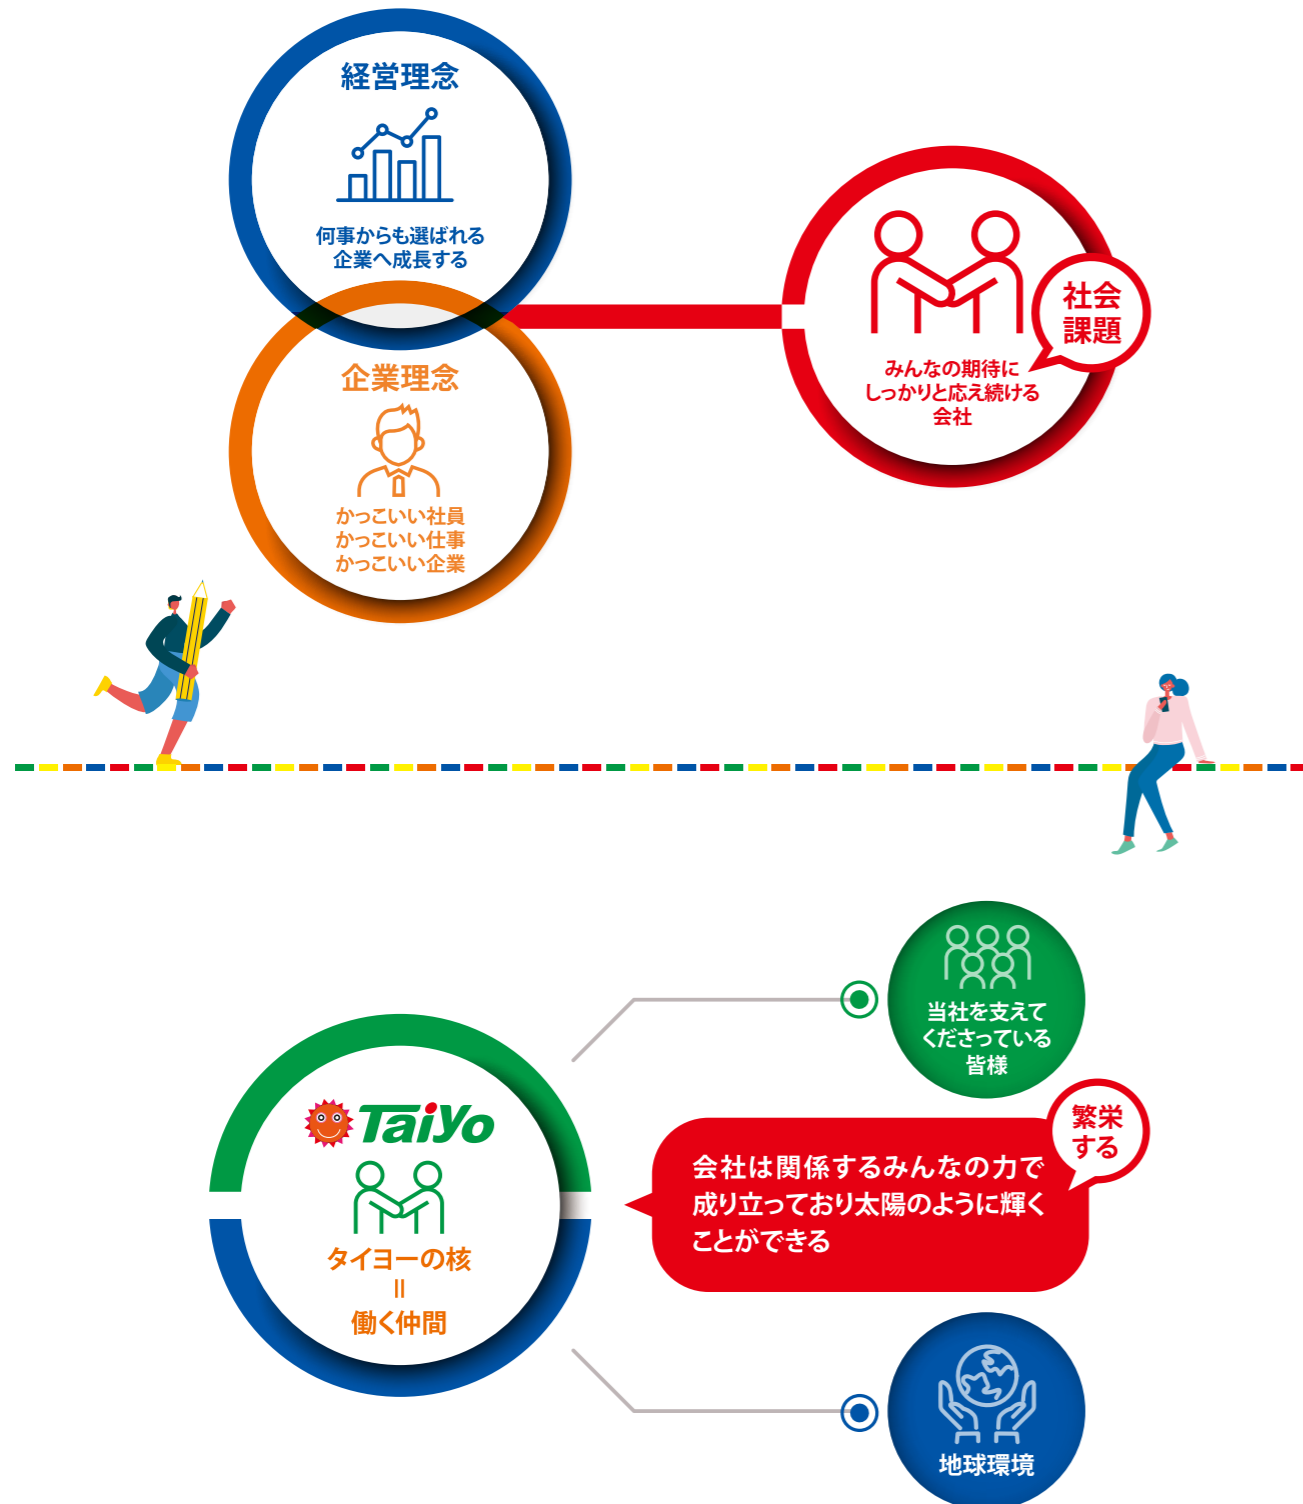 経営理念
何事からも選ばれる
企業へ成長する
企業理念
かっこいい社員
かっこいい仕事
かっこいい企業
社会
課題
みんなの期待に
しっかりと応え続ける
会社
当社を支えて
くださっている
皆様
TaiYo
タイヨーの核
=
働く仲間
繁栄
する
会社は関係するみんなの力で
成り立っており太陽のように輝く
ことができる
地球環境